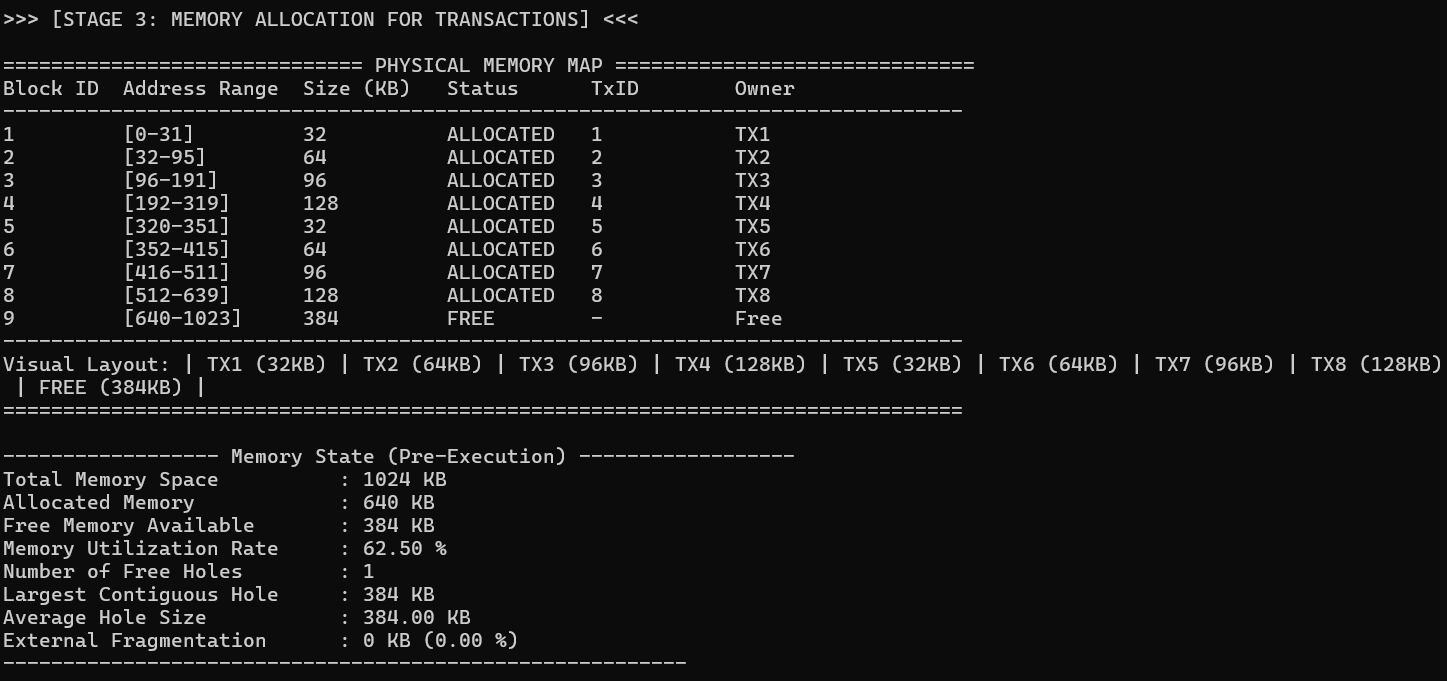 >>> [STAGE 3: MEMORY ALLOCATION FOR TRANSACTIONS] <<<
============================== PHYSICAL MEMORY MAP ==============================
Block ID  Address Range  Size (KB)   Status      TxID        Owner
--------------------------------------------------------------------------------
1         [0-31]         32          ALLOCATED   1           TX1
2         [32-95]        64          ALLOCATED   2           TX2
3         [96-191]       96          ALLOCATED   3           TX3
4         [192-319]      128         ALLOCATED   4           TX4
5         [320-351]      32          ALLOCATED   5           TX5
6         [352-415]      64          ALLOCATED   6           TX6
7         [416-511]      96          ALLOCATED   7           TX7
8         [512-639]      128         ALLOCATED   8           TX8
9         [640-1023]     384         FREE        -           Free
--------------------------------------------------------------------------------
Visual Layout: | TX1 (32KB) | TX2 (64KB) | TX3 (96KB) | TX4 (128KB) | TX5 (32KB) | TX6 (64KB) | TX7 (96KB) | TX8 (128KB)
 | FREE (384KB) |
================================================================================
------------------ Memory State (Pre-Execution) ------------------
Total Memory Space          : 1024 KB
Allocated Memory            : 640 KB
Free Memory Available       : 384 KB
Memory Utilization Rate     : 62.50 %
Number of Free Holes        : 1
Largest Contiguous Hole     : 384 KB
Average Hole Size           : 384.00 KB
External Fragmentation      : 0 KB (0.00 %)
---------------------------------------------------------